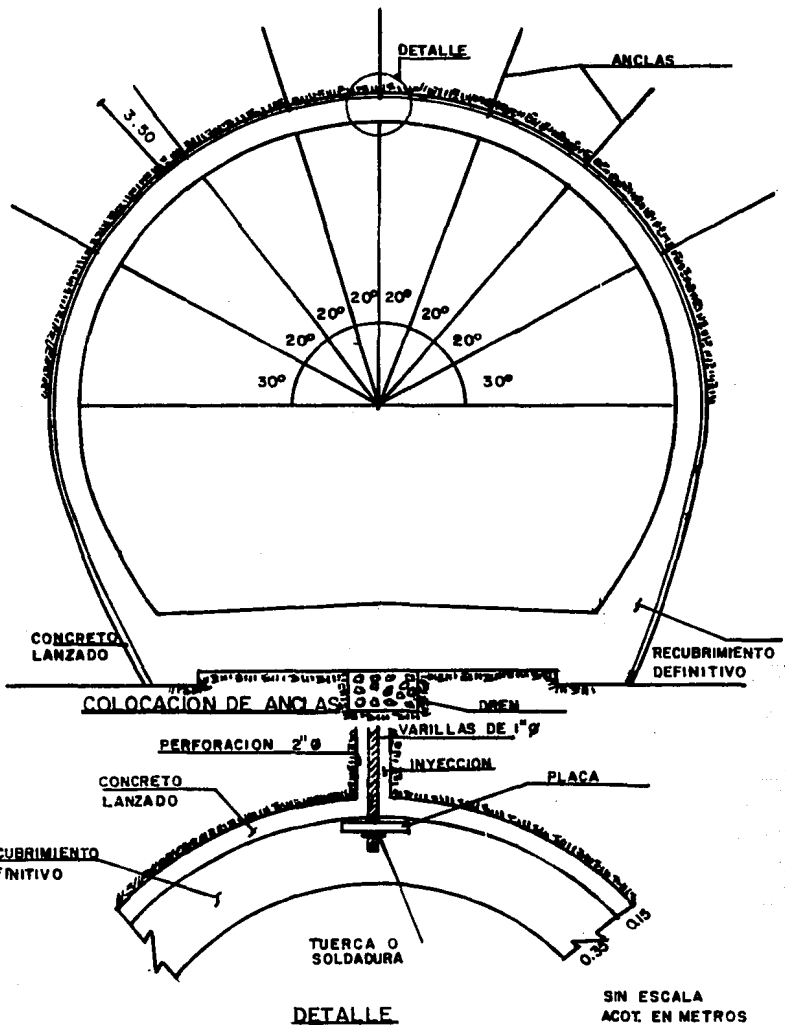 DETALLE
ANCLAS
3.50
20º 20º
20º 20º
20º 20º
30º 30º
CONCRETO
LANZADO
RECUBRIMIENTO
DEFINITIVO
COLOCACION DE ANCLAS
DREN
VARILLAS DE 1" Ø
PERFORACION 2" Ø
INYECCION
PLACA
CONCRETO
LANZADO
CUBRIMIENTO
FINITIVO
0.15
0.35
TUERCA O
SOLDADURA
DETALLE
SIN ESCALA
ACOT. EN METROS